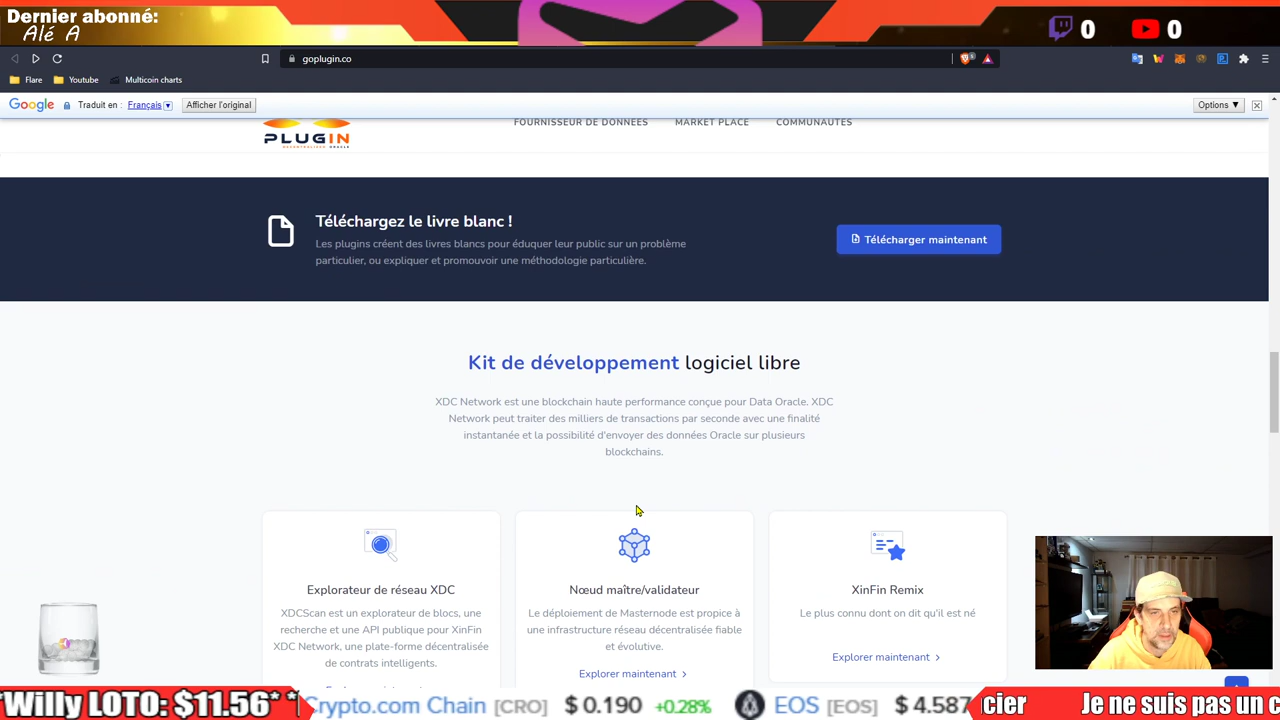 Dernier abonné:
Alé A
0
0
goplugin.co
Flare
Youtube
Multicoin charts
Google
Traduit en : Français
Afficher l'original
Options ▼
PLUGIN
DECENTRALIZED ORACLE
FOURNISSEUR DE DONNÉES
MARKET PLACE
COMMUNAUTÉS
Téléchargez le livre blanc !
Les plugins créent des livres blancs pour éduquer leur public sur un problème
particulier, ou expliquer et promouvoir une méthodologie particulière.
Télécharger maintenant
Kit de développement logiciel libre
XDC Network est une blockchain haute performance conçue pour Data Oracle. XDC
Network peut traiter des milliers de transactions par seconde avec une finalité
instantanée et la possibilité d'envoyer des données Oracle sur plusieurs
blockchains.
Explorateur de réseau XDC
XDCScan est un explorateur de blocs, une
recherche et une API publique pour XinFin
XDC Network, une plate-forme décentralisée
de contrats intelligents.
Nœud maître/validateur
Le déploiement de Masternode est propice à
une infrastructure réseau décentralisée fiable
et évolutive.
Explorer maintenant
XinFin Remix
Le plus connu dont on dit qu'il est né
Explorer maintenant
*Willy LOTO: $11.56* *
Crypto.com Chain [CRO] $ 0.190 +0.28% EOS [EOS] $ 4.587
cier Je ne suis pas un c